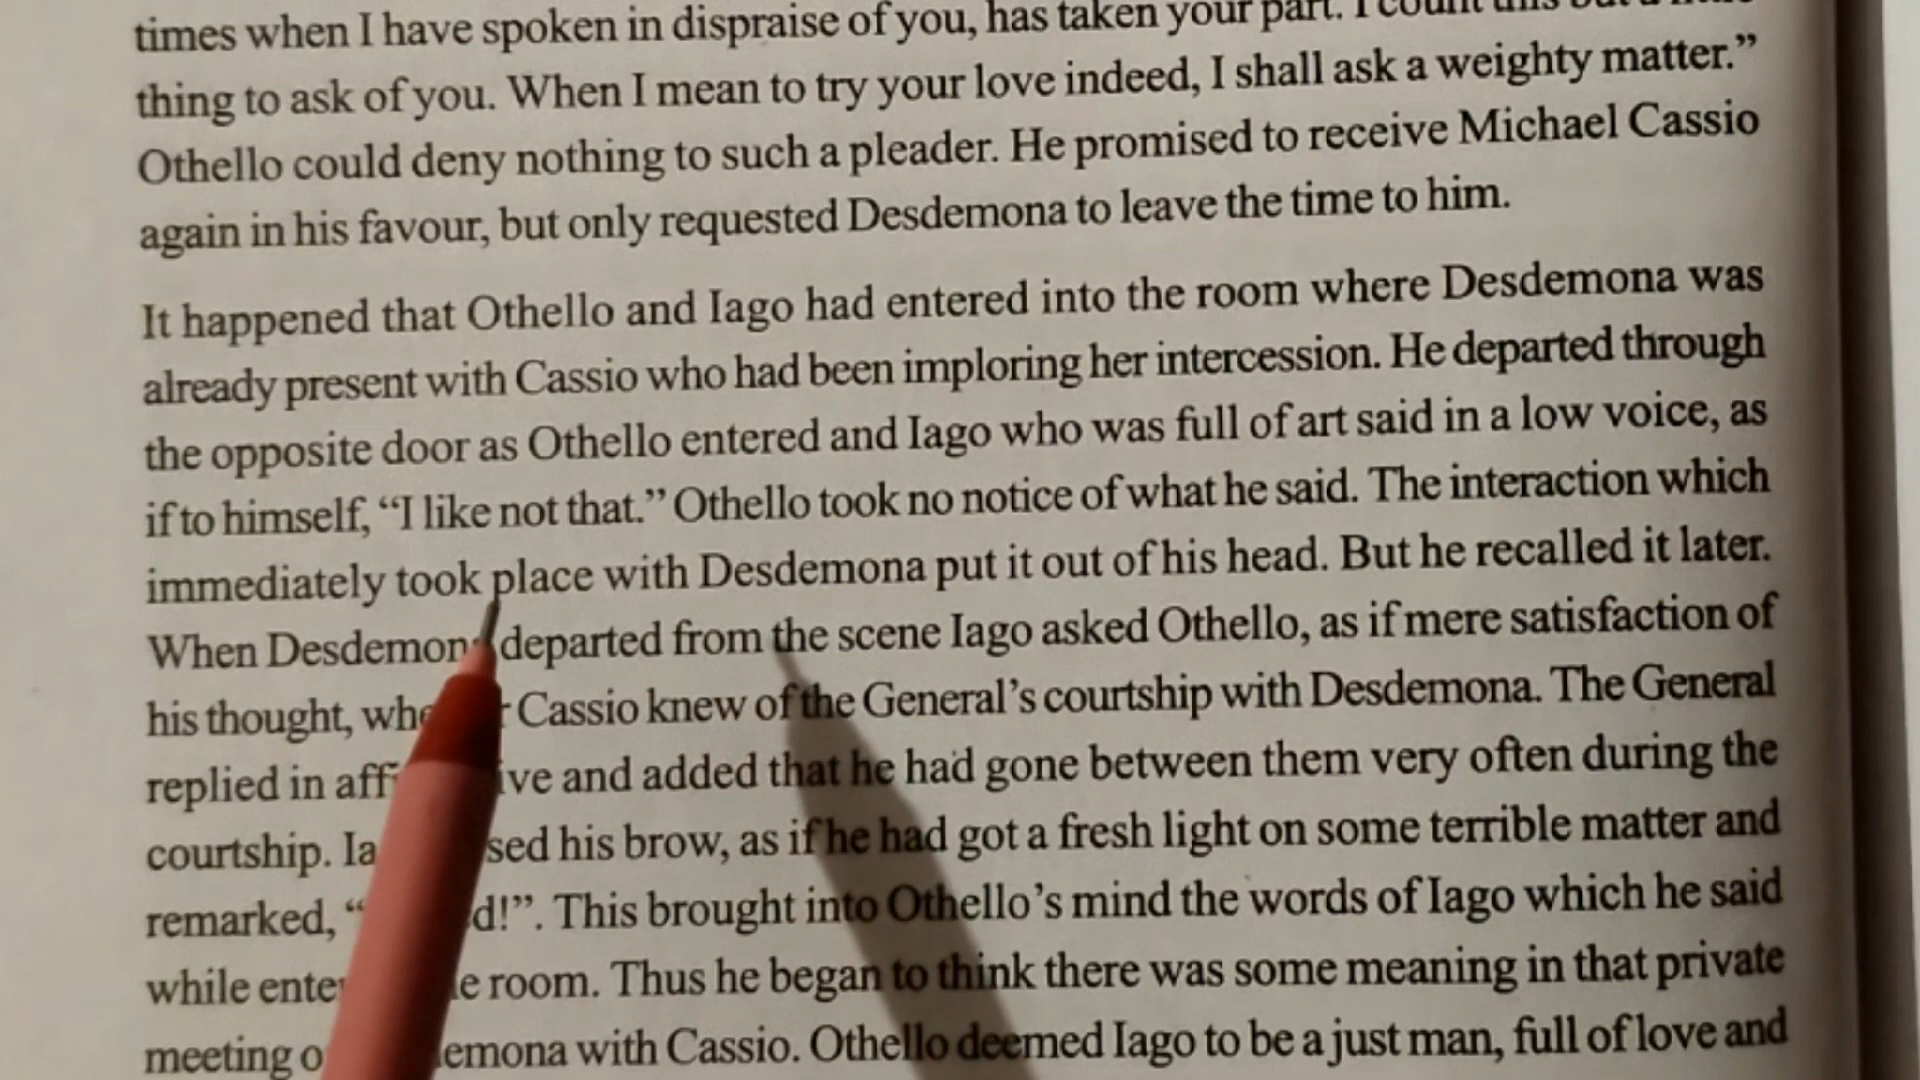 times when I have spoken in dispraise of you, has taken your part. I count this but a little
thing to ask of you. When I mean to try your love indeed, I shall ask a weighty matter.”
Othello could deny nothing to such a pleader. He promised to receive Michael Cassio
again in his favour, but only requested Desdemona to leave the time to him.
It happened that Othello and Iago had entered into the room where Desdemona was
already present with Cassio who had been imploring her intercession. He departed through
the opposite door as Othello entered and Iago who was full of art said in a low voice, as
if to himself, “I like not that.” Othello took no notice of what he said. The interaction which
immediately took place with Desdemona put it out of his head. But he recalled it later.
When Desdemona departed from the scene Iago asked Othello, as if mere satisfaction of
his thought, Cassio knew of the General’s courtship with Desdemona. The General
replied in and added that he had gone between them very often during the
courtship. his brow, as if he had got a fresh light on some terrible matter and
remarked, This brought into Othello’s mind the words of Iago which he said
while room. Thus he began to think there was some meaning in that private
meeting with Cassio. Othello deemed Iago to be a just man, full of love and